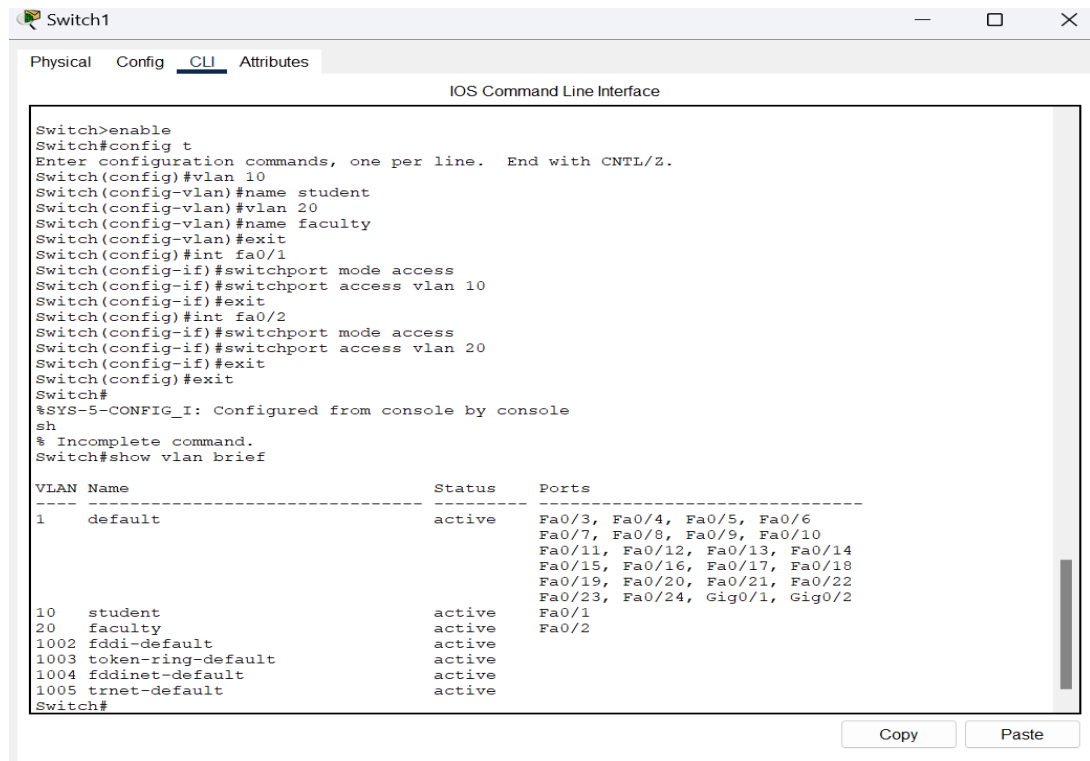 Switch1
Physical Config CLI Attributes
IOS Command Line Interface
Switch>enable
Switch#config t
Enter configuration commands, one per line.  End with CNTL/Z.
Switch(config)#vlan 10
Switch(config-vlan)#name student
Switch(config-vlan)#vlan 20
Switch(config-vlan)#name faculty
Switch(config-vlan)#exit
Switch(config)#int fa0/1
Switch(config-if)#switchport mode access
Switch(config-if)#switchport access vlan 10
Switch(config-if)#exit
Switch(config)#int fa0/2
Switch(config-if)#switchport mode access
Switch(config-if)#switchport access vlan 20
Switch(config-if)#exit
Switch(config)#exit
Switch#
%SYS-5-CONFIG_I: Configured from console by console
sh
% Incomplete command.
Switch#show vlan brief
VLAN Name                             Status    Ports
---- -------------------------------- --------- -------------------------------
1    default                          active    Fa0/3, Fa0/4, Fa0/5, Fa0/6
                                                Fa0/7, Fa0/8, Fa0/9, Fa0/10
                                                Fa0/11, Fa0/12, Fa0/13, Fa0/14
                                                Fa0/15, Fa0/16, Fa0/17, Fa0/18
                                                Fa0/19, Fa0/20, Fa0/21, Fa0/22
                                                Fa0/23, Fa0/24, Gig0/1, Gig0/2
10   student                          active    Fa0/1
20   faculty                          active    Fa0/2
1002 fddi-default                     active
1003 token-ring-default               active
1004 fddinet-default                  active
1005 trnet-default                    active
Switch#
Copy Paste